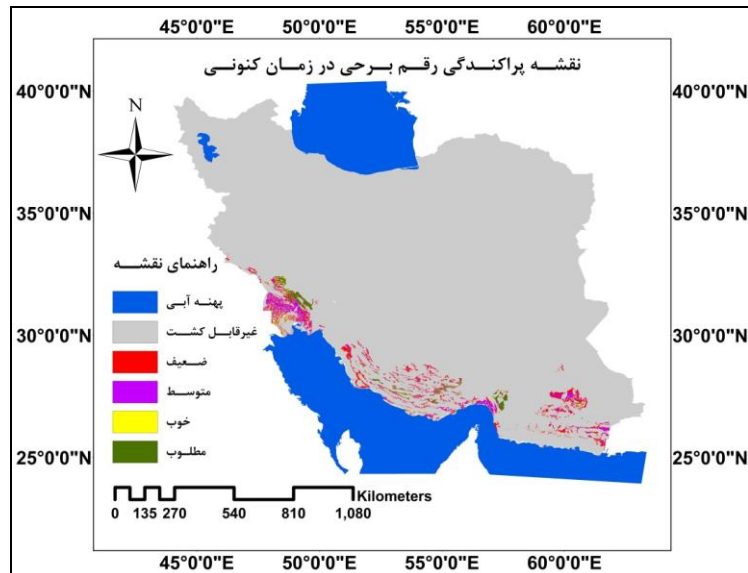 45°0'0"E 50°0'0"E 55°0'0"E 60°0'0"E
نقشه پراکندگی رقم برحی در زمان کنونی
40°0'0"N 40°0'0"N
N
35°0'0"N 35°0'0"N
راهنمای نقشه
پهنه آبی
30°0'0"N 30°0'0"N
غیرقابل کشت
ضعیف
متوسط
خوب
25°0'0"N 25°0'0"N
مطلوب
Kilometers
0 135 270 540 810 1,080
45°0'0"E 50°0'0"E 55°0'0"E 60°0'0"E